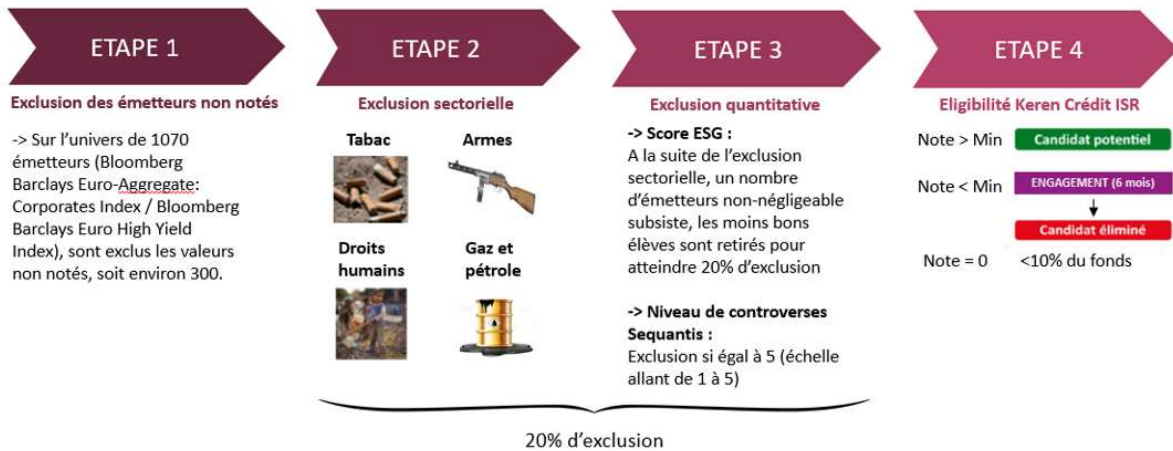 ETAPE 1
Exclusion des émetteurs non notés
-> Sur l'univers de 1070
émetteurs (Bloomberg
Barclays Euro-Aggregate:
Corporates Index / Bloomberg
Barclays Euro High Yield
Index), sont exclus les valeurs
non notés, soit environ 300.
ETAPE 2
Exclusion sectorielle
Tabac
Armes
Droits
humains
Gaz et
pétrole
ETAPE 3
Exclusion quantitative
-> Score ESG :
A la suite de l'exclusion
sectorielle, un nombre
d'émetteurs non-négligeable
subsiste, les moins bons
élèves sont retirés pour
atteindre 20% d'exclusion
-> Niveau de controverses
Sequantis :
Exclusion si égal à 5 (échelle
allant de 1 à 5)
20% d'exclusion
ETAPE 4
Eligibilité Keren Crédit ISR
Note > Min Candidat potentiel
Note < Min ENGAGEMENT (6 mois)
Candidat éliminé
Note = 0 <10% du fonds